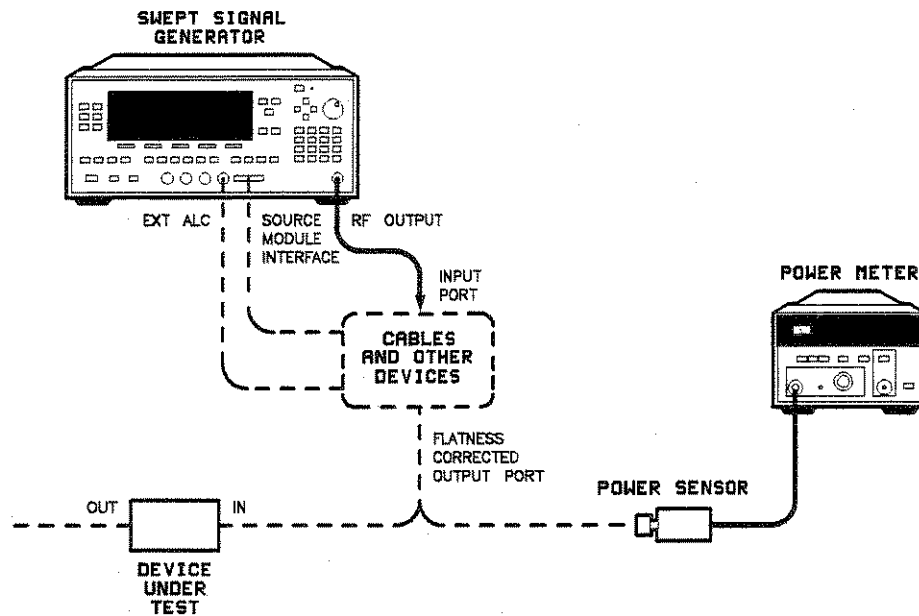 SWEPT SIGNAL
GENERATOR
EXT ALC
SOURCE
MODULE
INTERFACE
RF OUTPUT
INPUT
PORT
POWER METER
CABLES
AND OTHER
DEVICES
FLATNESS
CORRECTED
OUTPUT PORT
POWER SENSOR
OUT
IN
DEVICE
UNDER
TEST